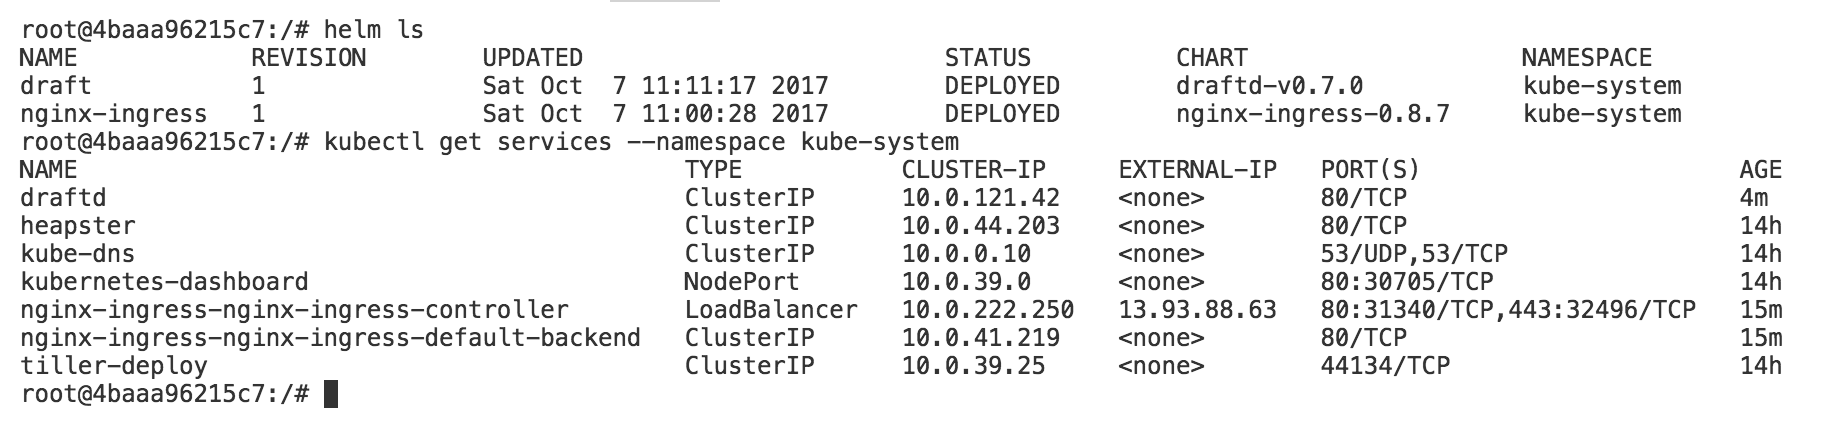 root@4baaa96215c7:/# helm ls
NAME            REVISION        UPDATED                         STATUS          CHART                   NAMESPACE
draft           1               Sat Oct  7 11:11:17 2017        DEPLOYED        draftd-v0.7.0           kube-system
nginx-ingress   1               Sat Oct  7 11:00:28 2017        DEPLOYED        nginx-ingress-0.8.7     kube-system
root@4baaa96215c7:/# kubectl get services --namespace kube-system
NAME                                          TYPE           CLUSTER-IP     EXTERNAL-IP   PORT(S)                      AGE
draftd                                        ClusterIP      10.0.121.42    <none>        80/TCP                       4m
heapster                                      ClusterIP      10.0.44.203    <none>        80/TCP                       14h
kube-dns                                      ClusterIP      10.0.0.10      <none>        53/UDP,53/TCP                14h
kubernetes-dashboard                          NodePort       10.0.39.0      <none>        80:30705/TCP                 14h
nginx-ingress-nginx-ingress-controller        LoadBalancer   10.0.222.250   13.93.88.63   80:31340/TCP,443:32496/TCP   15m
nginx-ingress-nginx-ingress-default-backend   ClusterIP      10.0.41.219    <none>        80/TCP                       15m
tiller-deploy                                 ClusterIP      10.0.39.25     <none>        44134/TCP                    14h
root@4baaa96215c7:/#